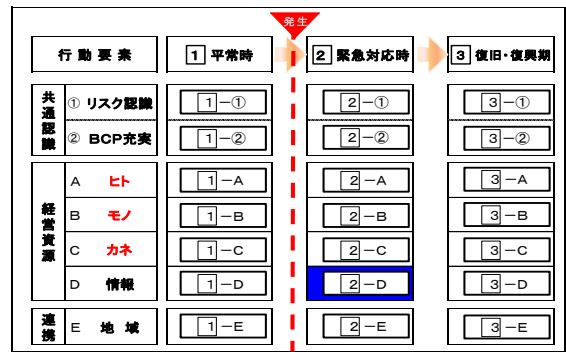 発生
行動要素 1 平常時 2 緊急対応時 3 復旧・復興期
共通認識
① リスク認識 1－① 2－① 3－①
② BCP充実 1－② 2－② 3－②
経営資源
A ヒト 1－A 2－A 3－A
B モノ 1－B 2－B 3－B
C カネ 1－C 2－C 3－C
D 情報 1－D 2－D 3－D
連携
E 地域 1－E 2－E 3－E